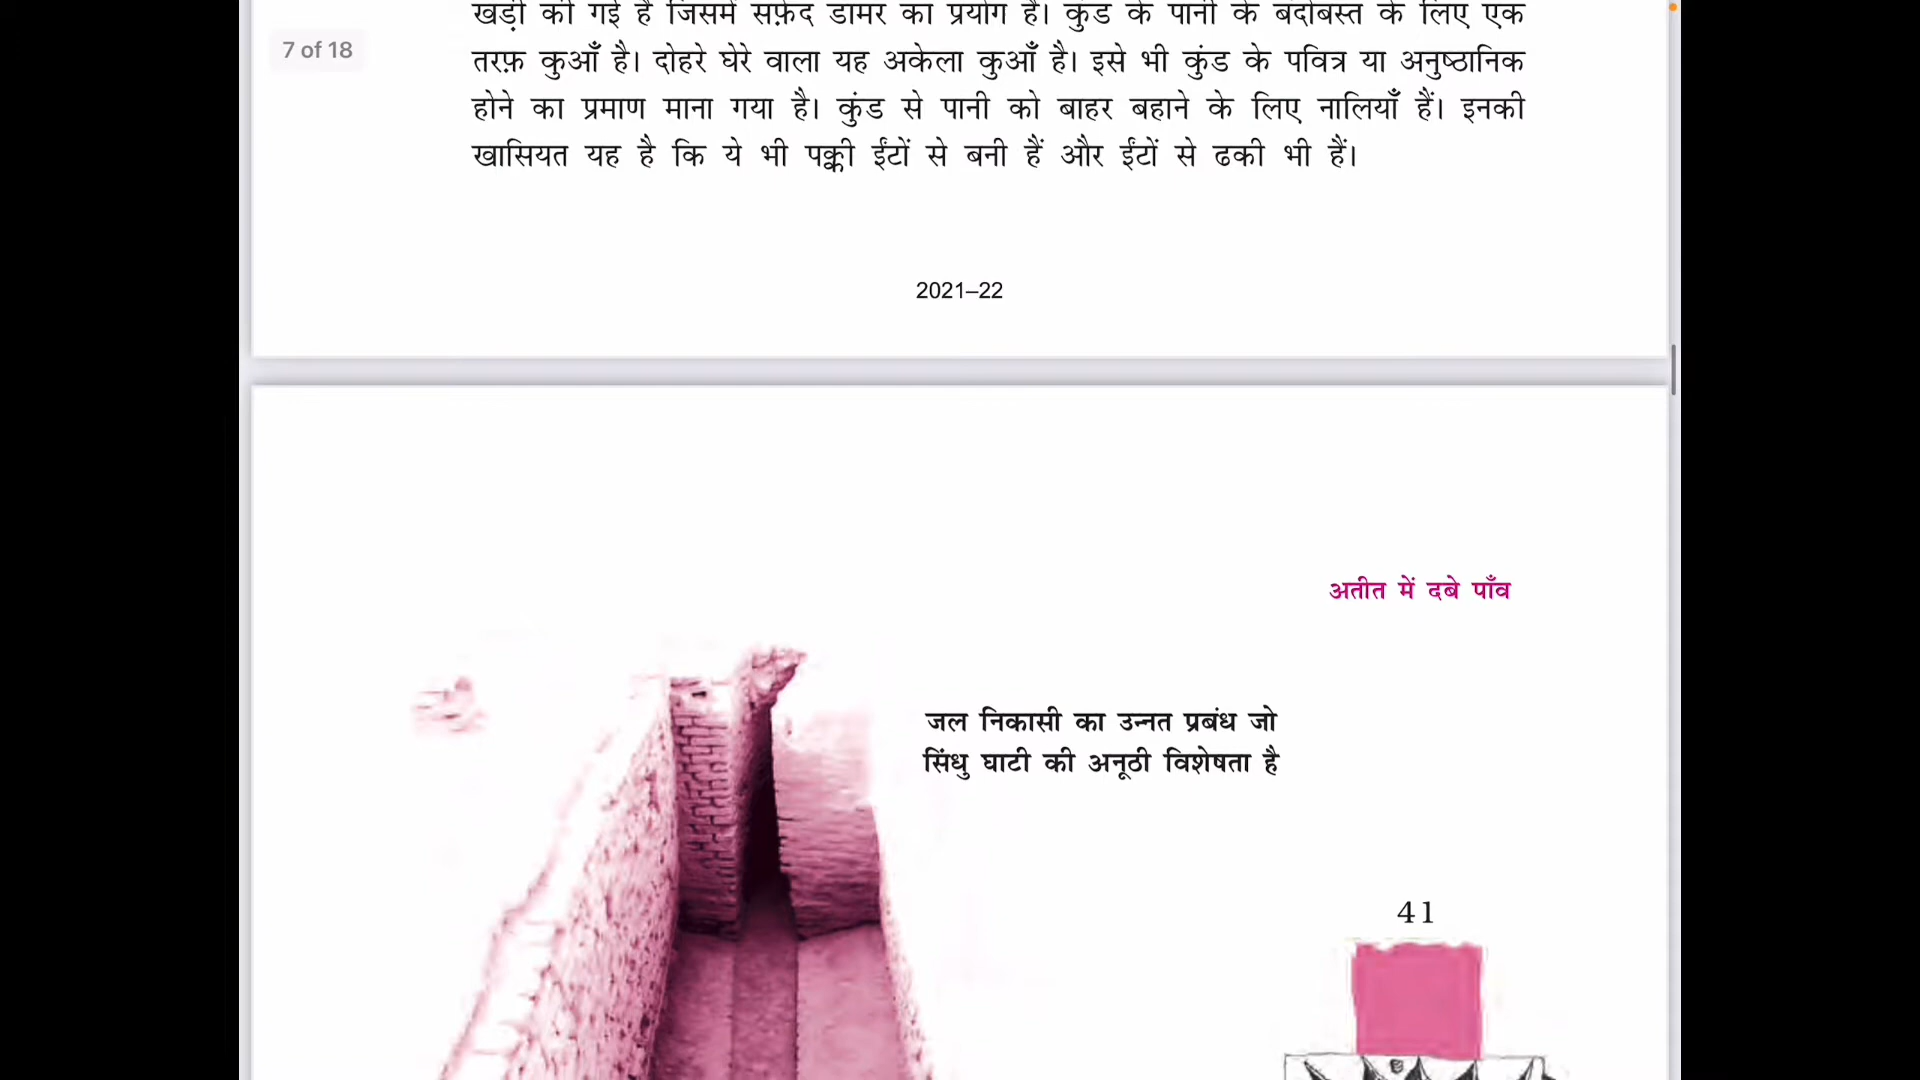 खड़ी की गई है जिसमें सफ़ेद डामर का प्रयोग है। कुंड के पानी के बंदोबस्त के लिए एक
7 of 18
तरफ़ कुआँ है। दोहरे घेरे वाला यह अकेला कुआँ है। इसे भी कुंड के पवित्र या अनुष्ठानिक
होने का प्रमाण माना गया है। कुंड से पानी को बाहर बहाने के लिए नालियाँ हैं। इनकी
खासियत यह है कि ये भी पक्की ईंटों से बनी हैं और ईंटों से ढकी भी हैं।
2021–22
अतीत में दबे पाँव
जल निकासी का उन्नत प्रबंध जो
सिंधु घाटी की अनूठी विशेषता है
41